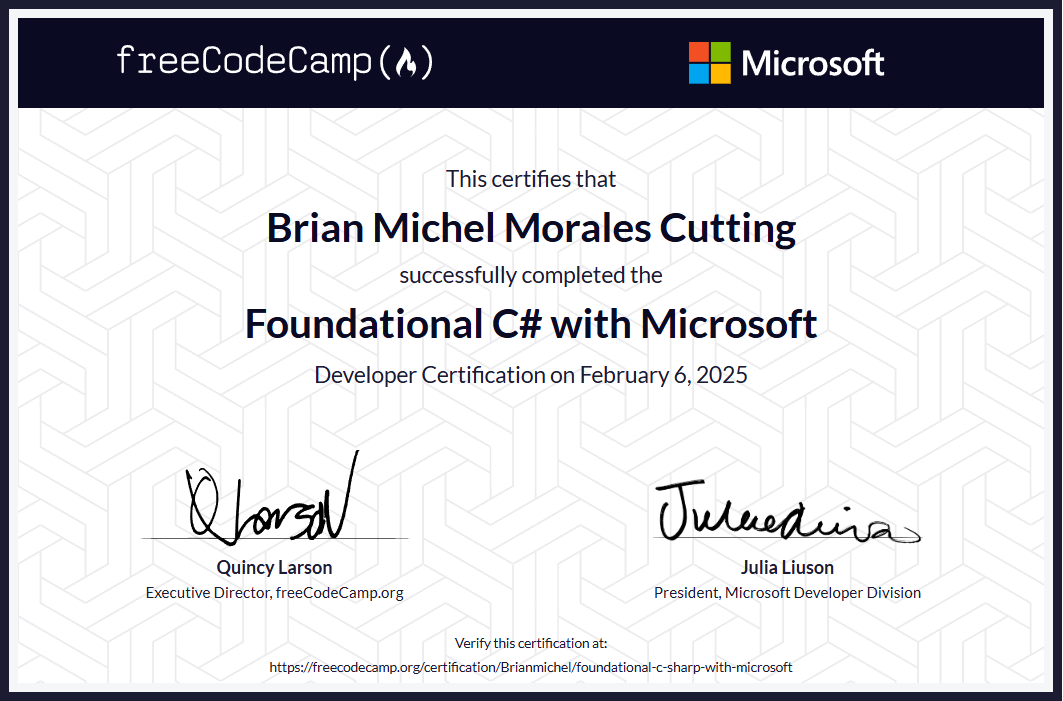 freeCodeCamp
Microsoft
This certifies that
Brian Michel Morales Cutting
successfully completed the
Foundational C# with Microsoft
Developer Certification on February 6, 2025
Quincy Larson
Julia Liuson
Executive Director, freeCodeCamp.org
President, Microsoft Developer Division
Verify this certification at:
https://freecodecamp.org/certification/Brianmichel/foundational-c-sharp-with-microsoft